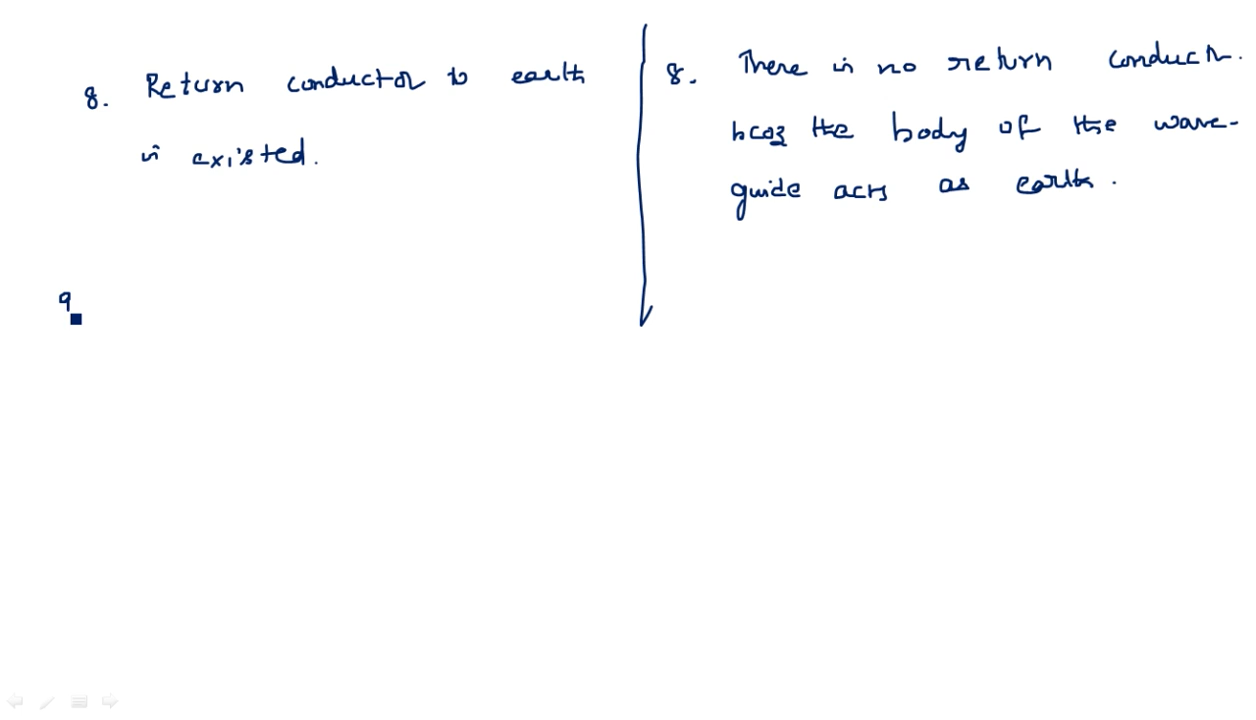 8. Return conductor to earth
is existed.
8. There is no return conductr.
bcoz the body of the wave-
guide acts as earth.
9